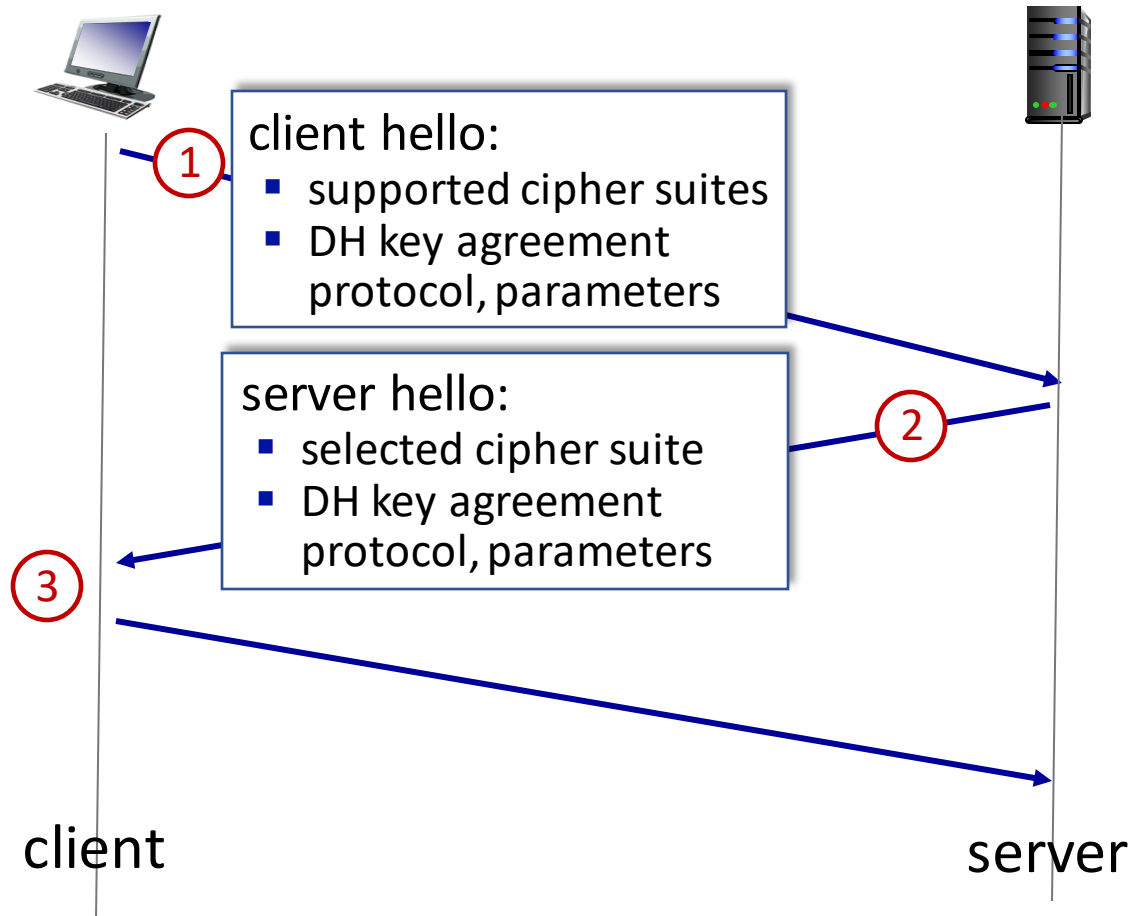 1
client hello:
▪ supported cipher suites
▪ DH key agreement
protocol, parameters
server hello:
▪ selected cipher suite
▪ DH key agreement
protocol, parameters
2
3
client
server